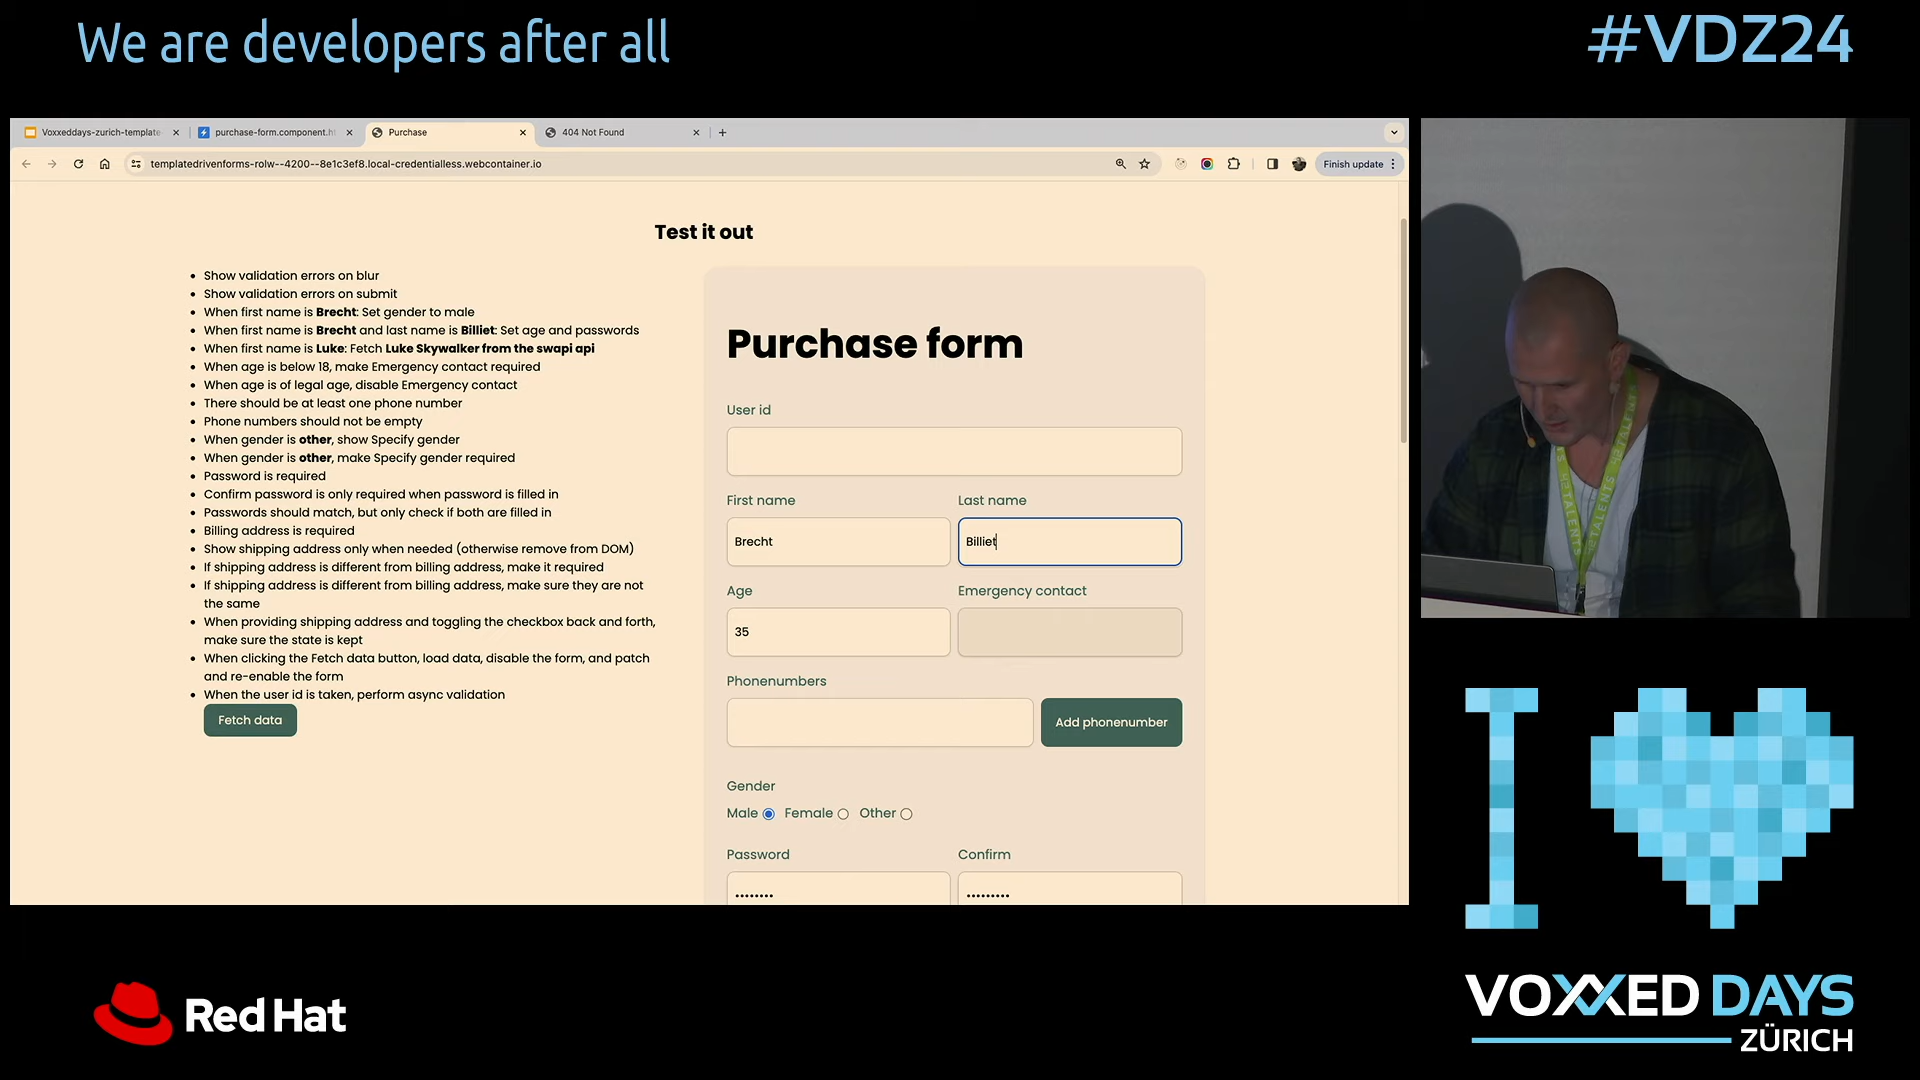 We are developers after all
#VDZ24
Voxxeddays-zurich-template
purchase-form.component.h
Purchase
404 Not Found
templatedrivenforms-rolw--4200--8e1c3ef8.local-credentialless.webcontainer.io
Finish update
Test it out
Show validation errors on blur
Show validation errors on submit
When first name is Brecht: Set gender to male
When first name is Brecht and last name is Billiet: Set age and passwords
When first name is Luke: Fetch Luke Skywalker from the swapi api
When age is below 18, make Emergency contact required
When age is of legal age, disable Emergency contact
There should be at least one phone number
Phone numbers should not be empty
When gender is other, show Specify gender
When gender is other, make Specify gender required
Password is required
Confirm password is only required when password is filled in
Passwords should match, but only check if both are filled in
Billing address is required
Show shipping address only when needed (otherwise remove from DOM)
If shipping address is different from billing address, make it required
If shipping address is different from billing address, make sure they are not
the same
When providing shipping address and toggling the checkbox back and forth,
make sure the state is kept
When clicking the Fetch data button, load data, disable the form, and patch
and re-enable the form
When the user id is taken, perform async validation
Fetch data
Purchase form
User id
First name
Last name
Brecht
Billiet
Age
Emergency contact
35
Phonenumbers
Add phonenumber
Gender
Male
Female
Other
Password
Confirm
TALENTS
I
Red Hat
VOXXED DAYS
ZÜRICH